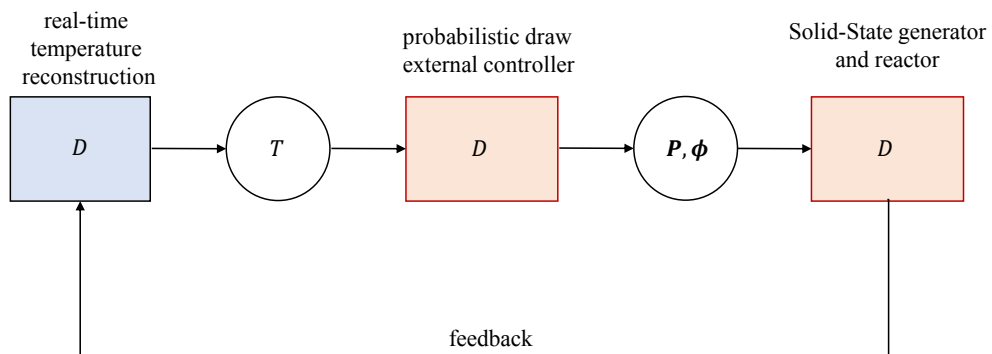 real-time
temperature
reconstruction
probabilistic draw
external controller
Solid-State generator
and reactor
D
T
D
P, ϕ
D
feedback